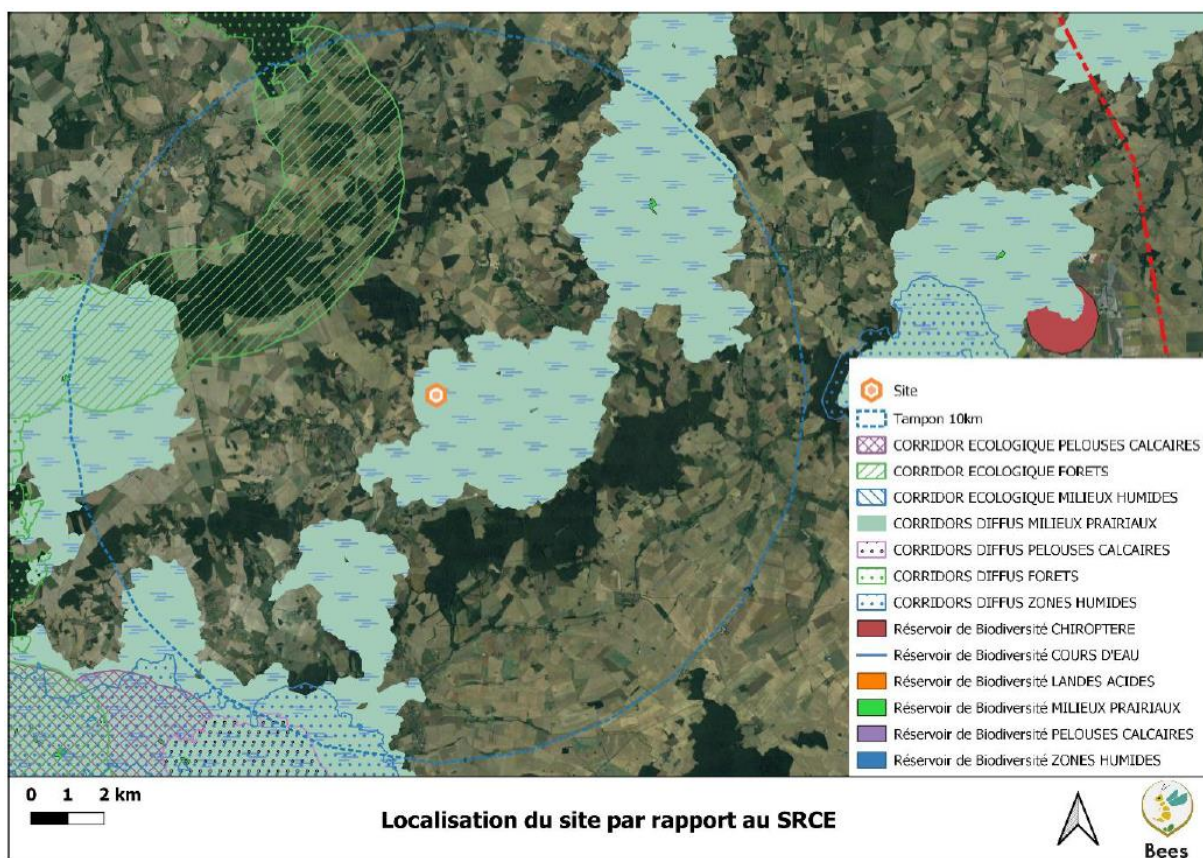 Site
Tampon 10km
CORRIDOR ECOLOGIQUE PELOUSES CALCAIRES
CORRIDOR ECOLOGIQUE FORETS
CORRIDOR ECOLOGIQUE MILIEUX HUMIDES
CORRIDORS DIFFUS MILIEUX PRAIRIAUX
CORRIDORS DIFFUS PELOUSES CALCAIRES
CORRIDORS DIFFUS FORETS
CORRIDORS DIFFUS ZONES HUMIDES
Réservoir de Biodiversité CHIROPTERE
Réservoir de Biodiversité COURS D'EAU
Réservoir de Biodiversité LANDES ACIDES
Réservoir de Biodiversité MILIEUX PRAIRIAUX
Réservoir de Biodiversité PELOUSES CALCAIRES
Réservoir de Biodiversité ZONES HUMIDES
0 1 2 km
Localisation du site par rapport au SRCE
Bees